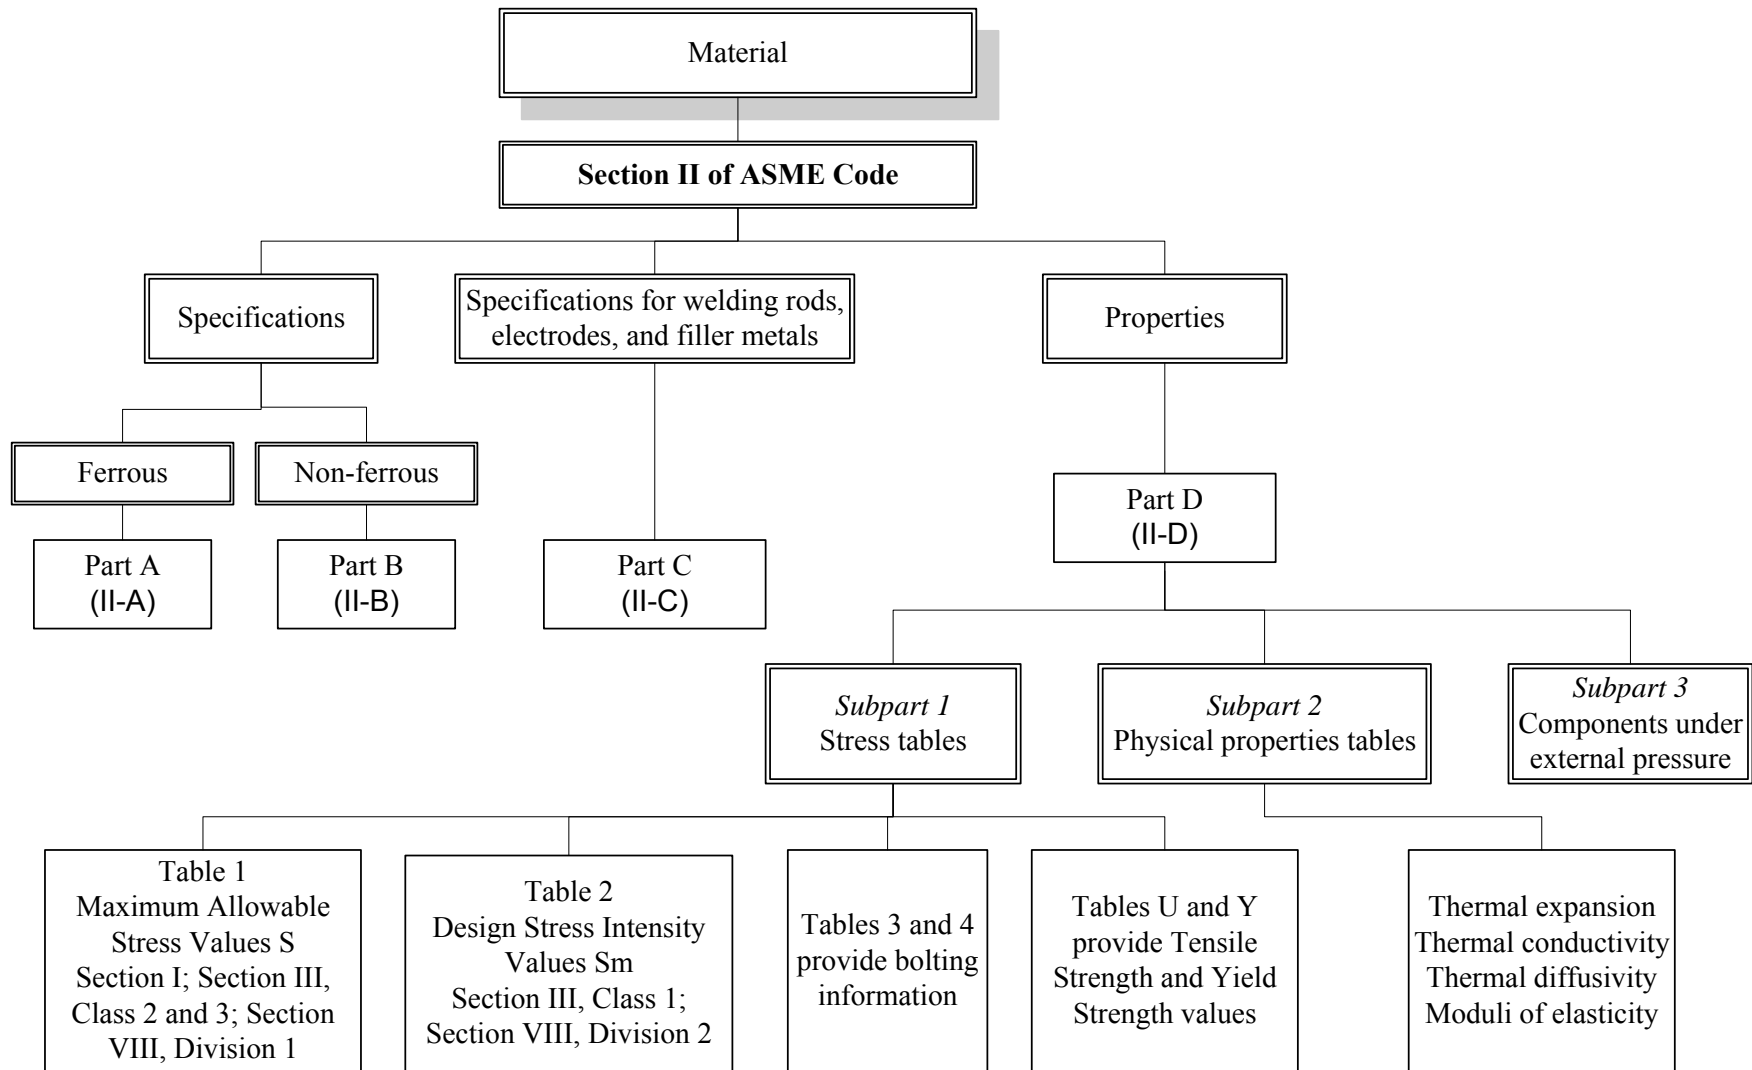 Material
Section II of ASME Code
Specifications
Specifications for welding rods,
electrodes, and filler metals
Properties
Ferrous
Non-ferrous
Part A
(II-A)
Part B
(II-B)
Part C
(II-C)
Part D
(II-D)
Subpart 1
Stress tables
Subpart 2
Physical properties tables
Subpart 3
Components under
external pressure
Table 1
Maximum Allowable
Stress Values S
Section I; Section III,
Class 2 and 3; Section
VIII, Division 1
Table 2
Design Stress Intensity
Values Sm
Section III, Class 1;
Section VIII, Division 2
Tables 3 and 4
provide bolting
information
Tables U and Y
provide Tensile
Strength and Yield
Strength values
Thermal expansion
Thermal conductivity
Thermal diffusivity
Moduli of elasticity